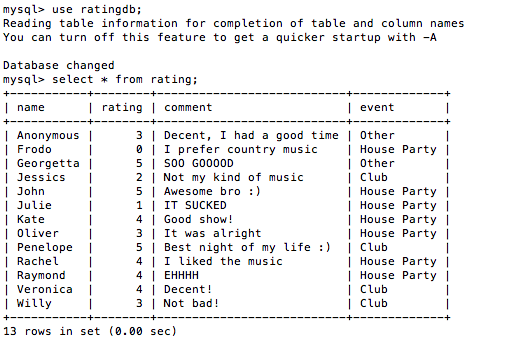 mysql> use ratingdb;
Reading table information for completion of table and column names
You can turn off this feature to get a quicker startup with -A

Database changed
mysql> select * from rating;
+-----------+--------+---------------------------+-------------+
| name      | rating | comment                   | event       |
+-----------+--------+---------------------------+-------------+
| Anonymous |      3 | Decent, I had a good time | Other       |
| Frodo     |      0 | I prefer country music    | House Party |
| Georgetta |      5 | SOO GOOOOD                | Other       |
| Jessics   |      2 | Not my kind of music      | Club        |
| John      |      5 | Awesome bro :)            | House Party |
| Julie     |      1 | IT SUCKED                 | House Party |
| Kate      |      4 | Good show!                | House Party |
| Oliver    |      3 | It was alright            | House Party |
| Penelope  |      5 | Best night of my life :)  | Club        |
| Rachel    |      4 | I liked the music         | House Party |
| Raymond   |      4 | EHHHH                     | House Party |
| Veronica  |      4 | Decent!                   | Club        |
| Willy     |      3 | Not bad!                  | Club        |
+-----------+--------+---------------------------+-------------+
13 rows in set (0.00 sec)